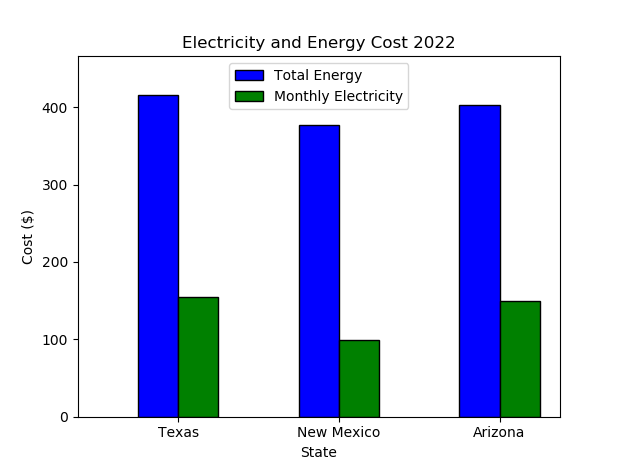 Electricity and Energy Cost 2022
Total Energy
Monthly Electricity
Cost ($)
400
300
200
100
0
Texas New Mexico Arizona
State